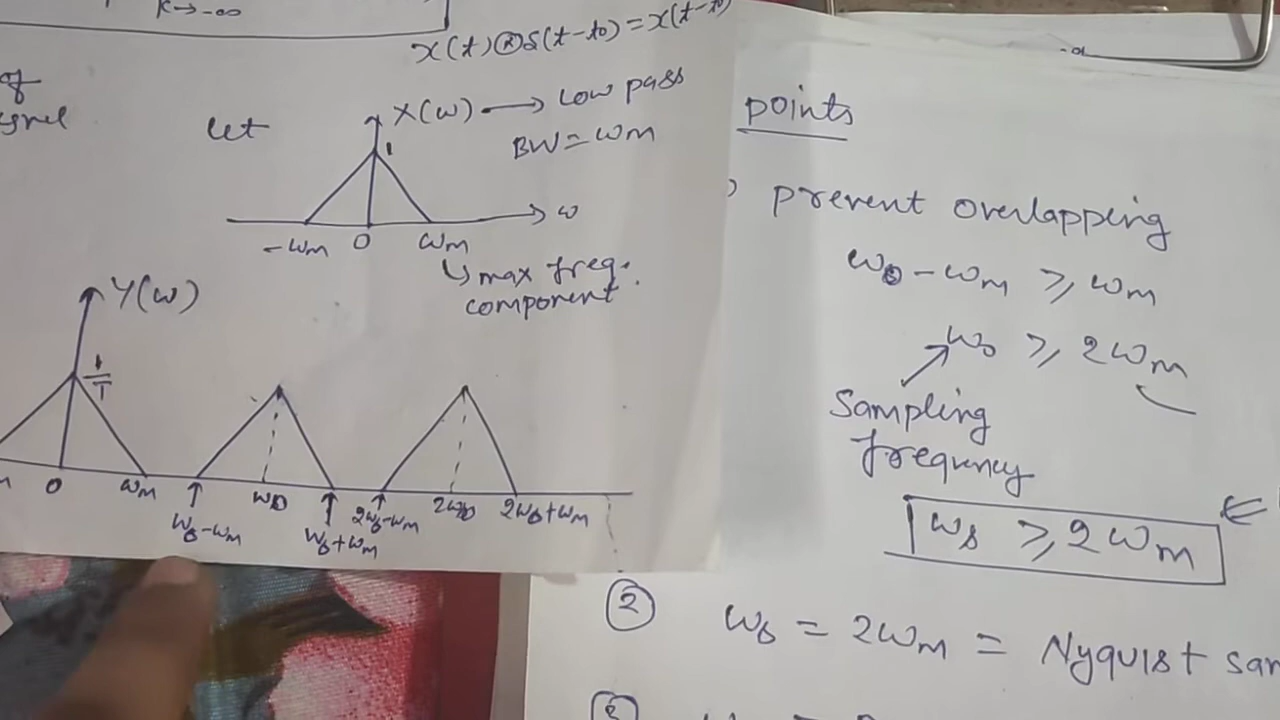 k→-∞
x(t)⊗δ(t-t0)=x(t-t0)
of
let
X(ω) → Low pass
BW=ωm
1
-ωm 0 ωm
→ω
↳ max freq.
component
Y(ω)
1/T
0 ωm ωs-ωm ωs ωs+ωm 2ωs-ωm 2ωs 2ωs+ωm
points
prevent overlapping
ωs-ωm ≥ ωm
ωs ≥ 2ωm
Sampling
frequency
ωs ≥ 2ωm
② ωs = 2ωm = Nyquist